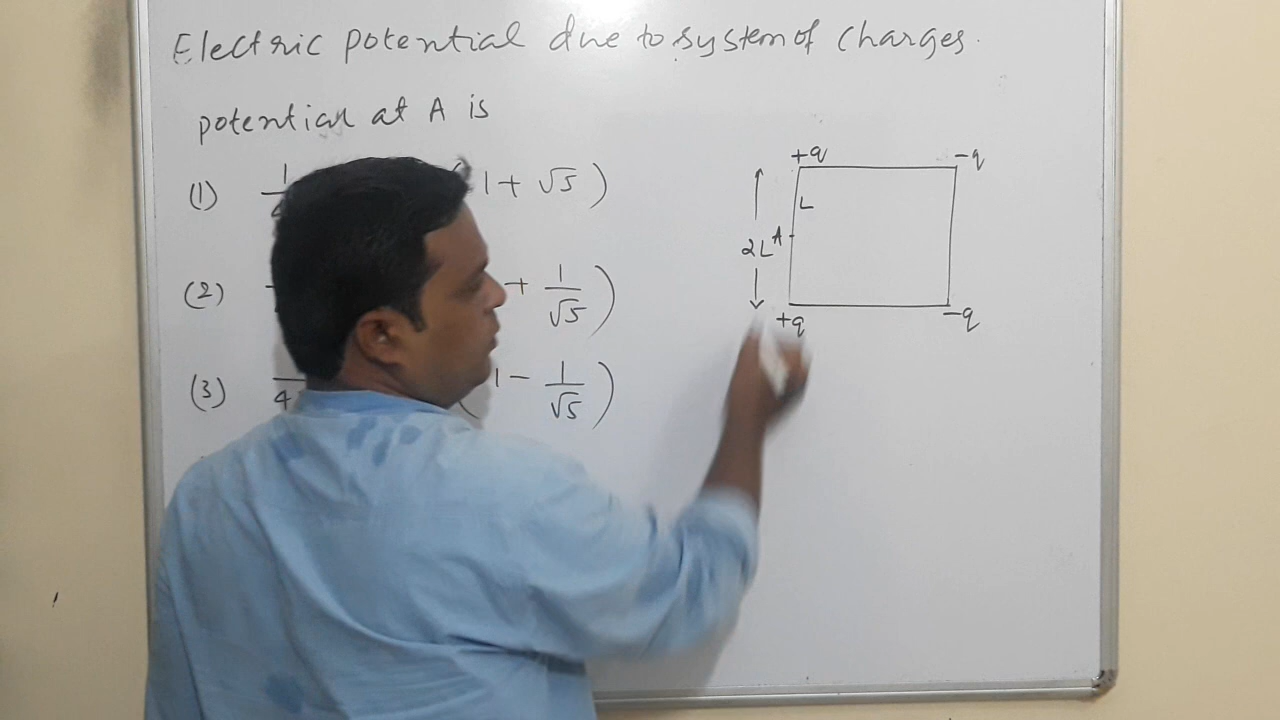 Electric potential due to system of charges.
potential at A is
(1) 1 4 (1+√5)
(2) + 1/√5)
(3) 4 (1 - 1/√5)
+q -q
L
2L A
+q -q